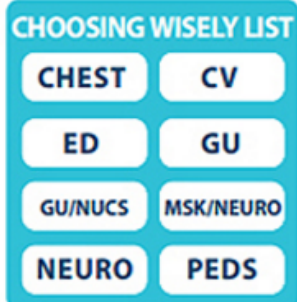 CHOOSING WISELY LIST
CHEST CV
ED GU
GU/NUCS MSK/NEURO
NEURO PEDS